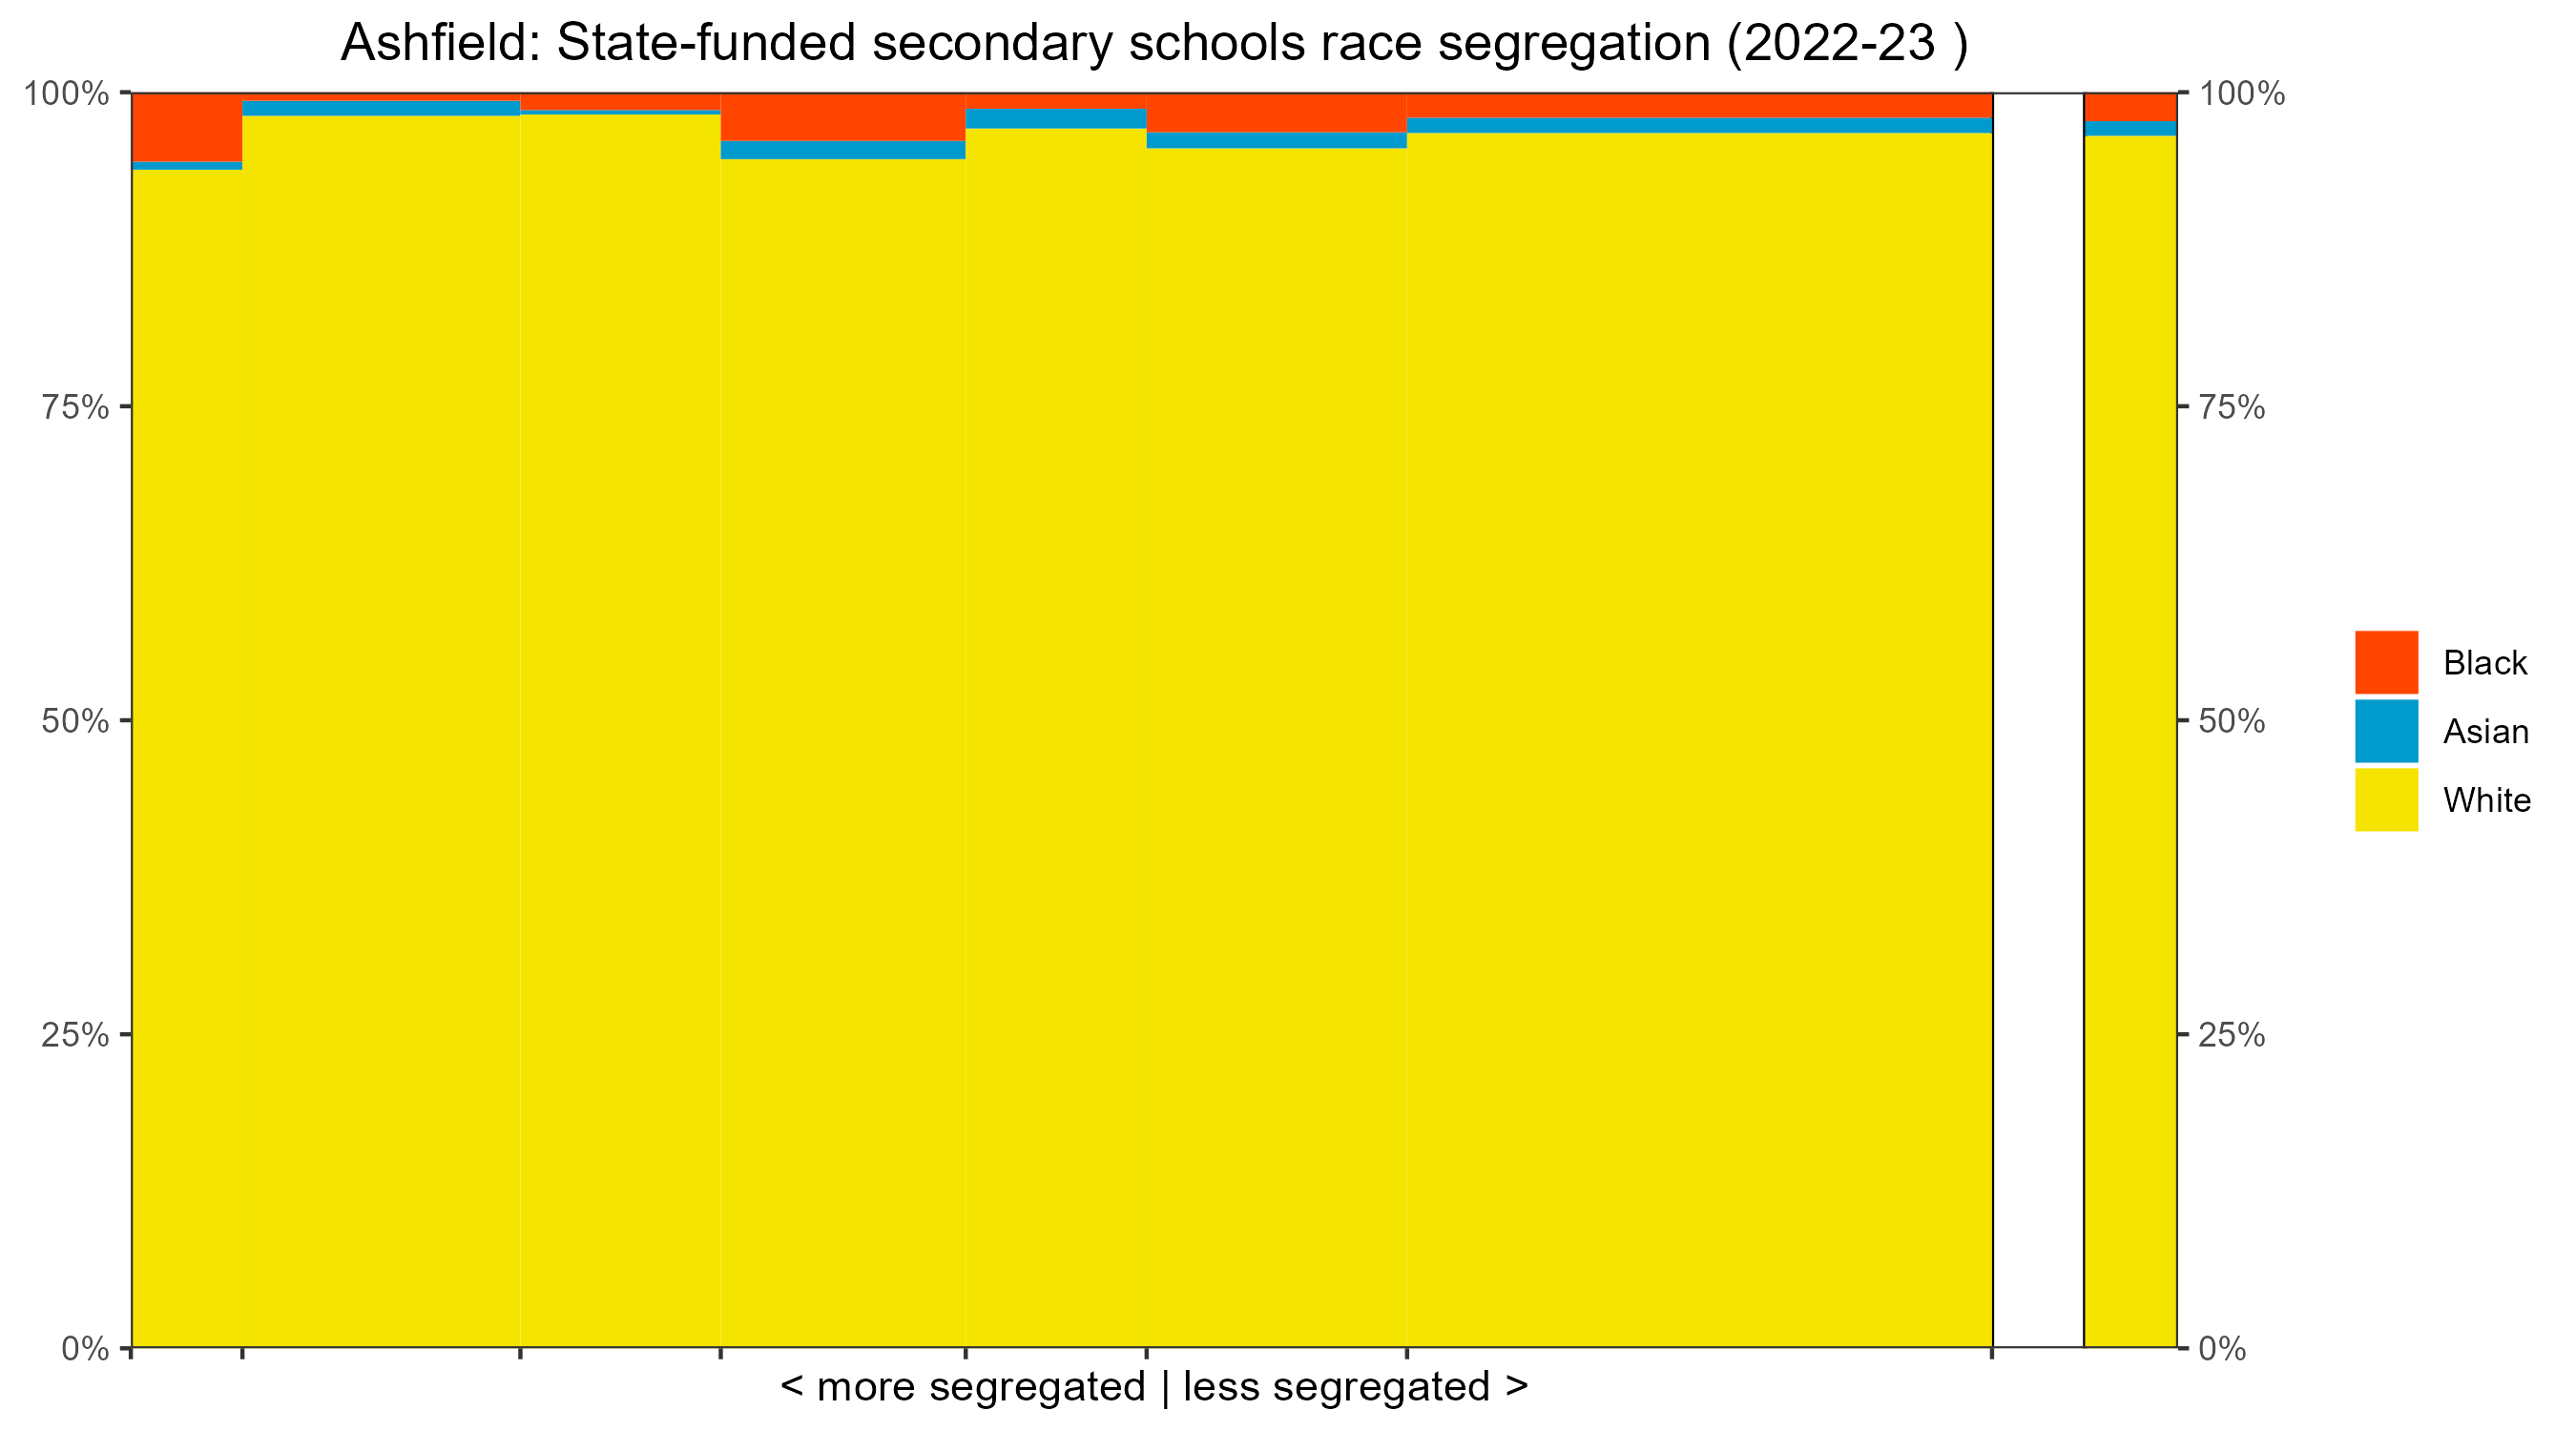 Ashfield: State-funded secondary schools race segregation (2022-23 )
100%
75%
50%
25%
0%
100%
75%
50%
25%
0%
Black
Asian
White
< more segregated | less segregated >